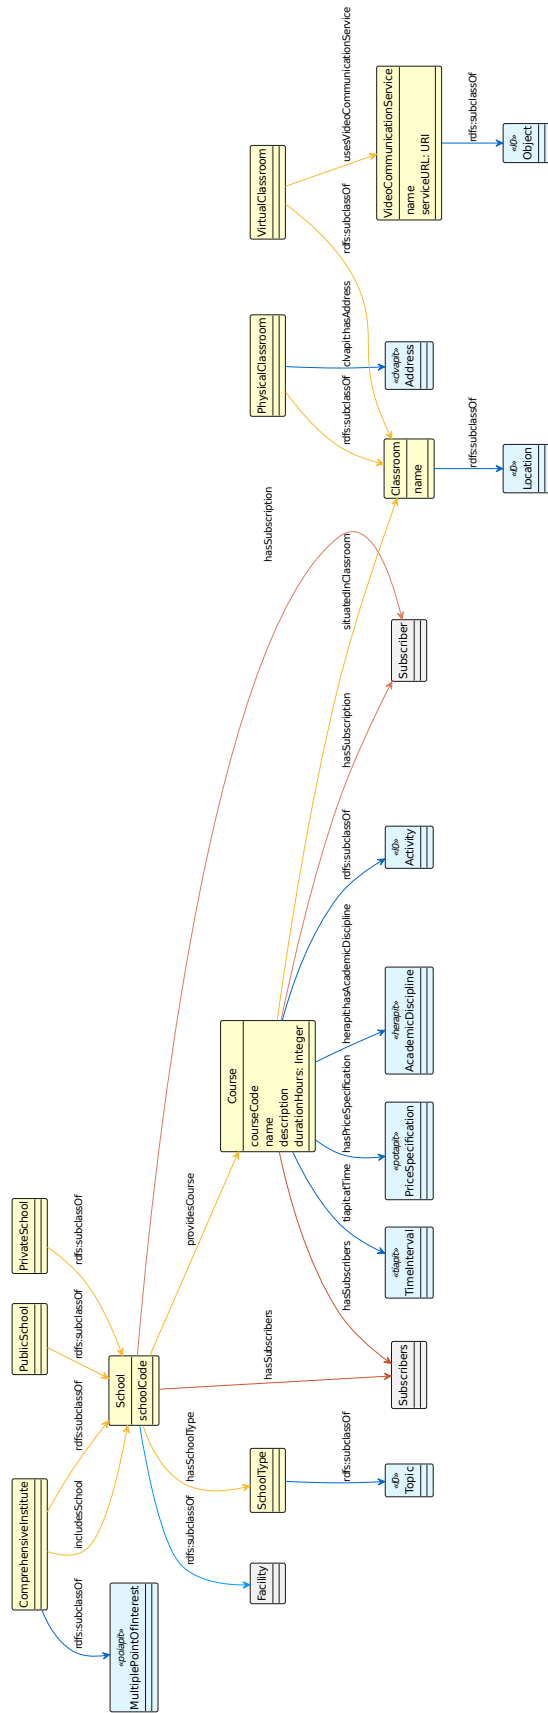 ComprehensiveInstitute
PublicSchool
PrivateSchool
rdfs:subclassOf
includesSchool
rdfs:subclassOf
rdfs:subclassOf
rdfs:subclassOf
«poiapit»
MultiplePointOfInterest
School
schoolCode
rdfs:subclassOf
hasSchoolType
providesCourse
Course
courseCode
name
description
durationHours: Integer
PhysicalClassroom
VirtualClassroom
Facility
SchoolType
hasSubscribers
hasSubscription
rdfs:subclassOf
hasSubscribers
tiapit:atTime
hasPriceSpecification
herapit:hasAcademicDiscipline
rdfs:subclassOf
hasSubscription
situatedInClassroom
rdfs:subclassOf
clvapit:hasAddress
rdfs:subclassOf
usesVideoCommunicationService
«l0»
Topic
Subscribers
«tiapit»
TimeInterval
«potapit»
PriceSpecification
«herapit»
AcademicDiscipline
«l0»
Activity
Subscriber
Classroom
name
«clvapit»
Address
VideoCommunicationService
name
serviceURL: URI
rdfs:subclassOf
rdfs:subclassOf
«l0»
Location
«l0»
Object